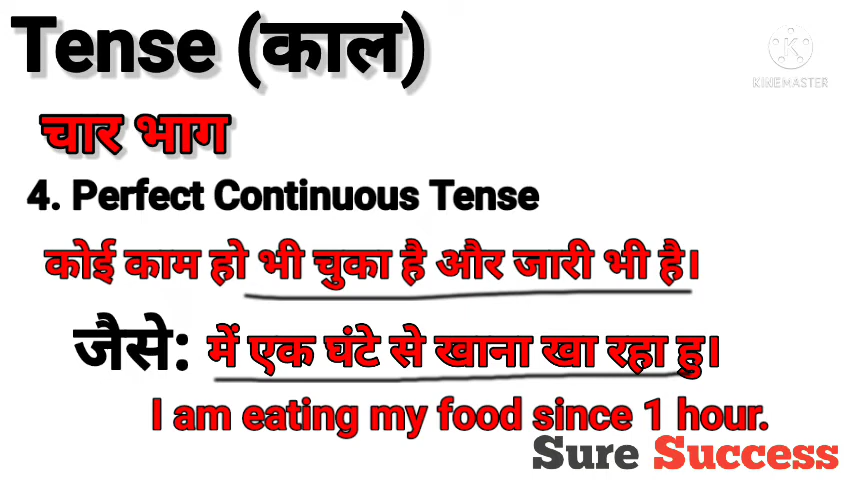 Tense (काल)
KINEMASTER
चार भाग
4. Perfect Continuous Tense
कोई काम हो भी चुका है और जारी भी है।
जैसे: में एक घंटे से खाना खा रहा हु।
I am eating my food since 1 hour.
Sure Success